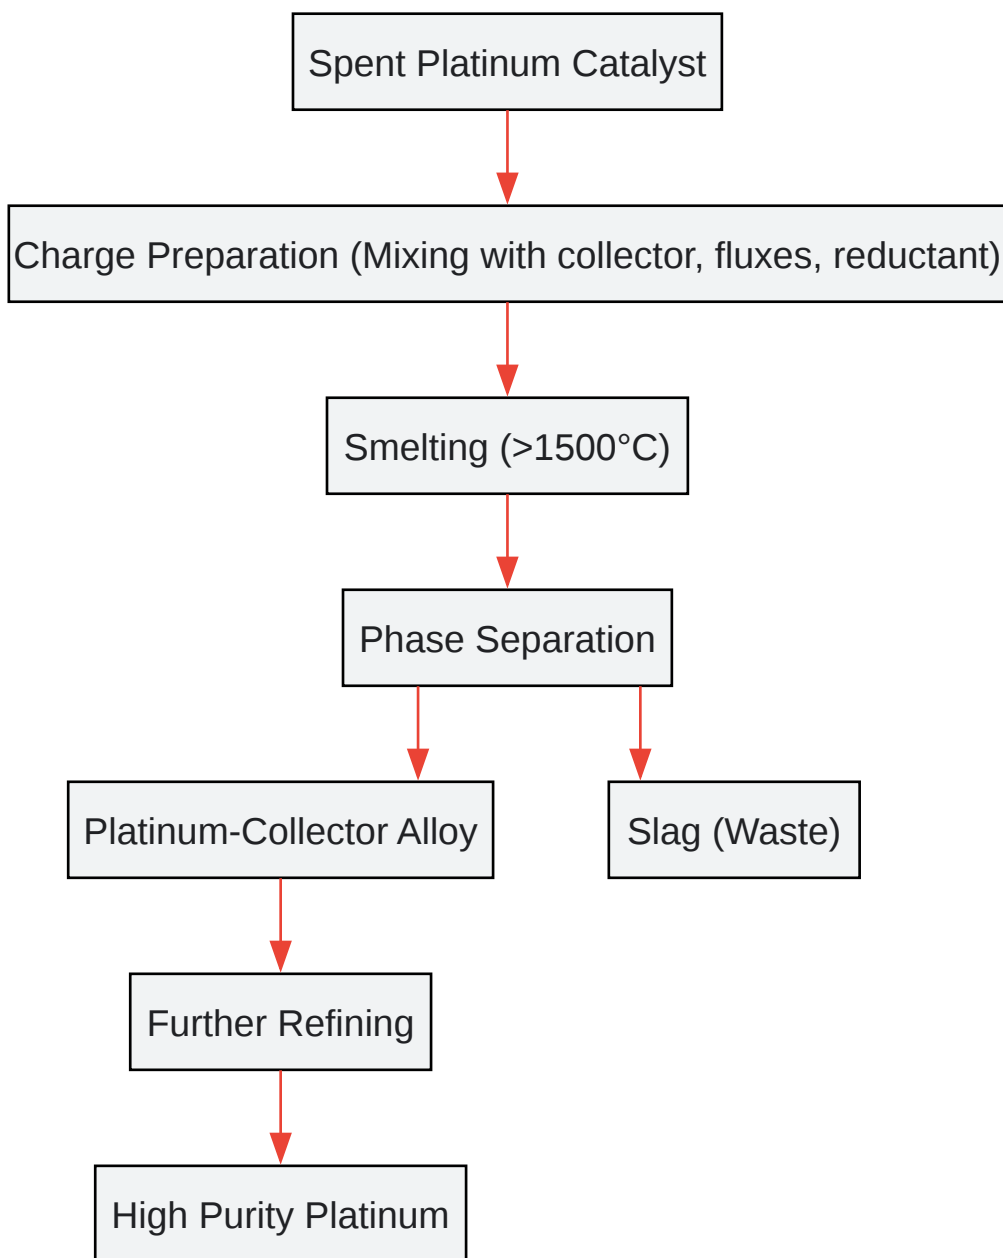 Spent Platinum Catalyst
Charge Preparation (Mixing with collector, fluxes, reductant)
Smelting (>1500°C)
Phase Separation
Platinum-Collector Alloy
Slag (Waste)
Further Refining
High Purity Platinum